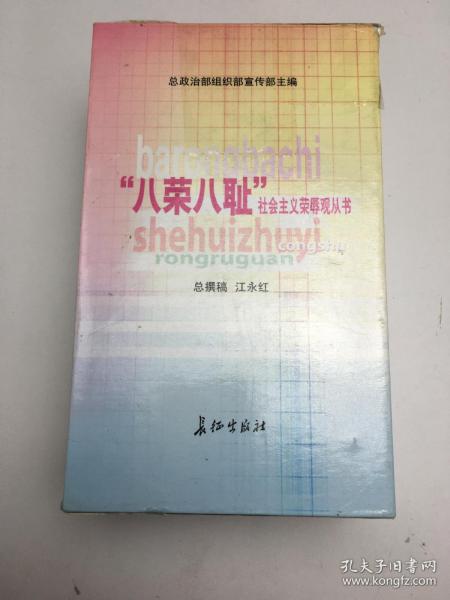 总政治部组织部宣传部主编
barongbachi
“八荣八耻”社会主义荣辱观丛书
shehuizhuyi
congshu
rongruguan
总撰稿 江永红
长征出版社
孔夫子旧书网
www.kongfz.com